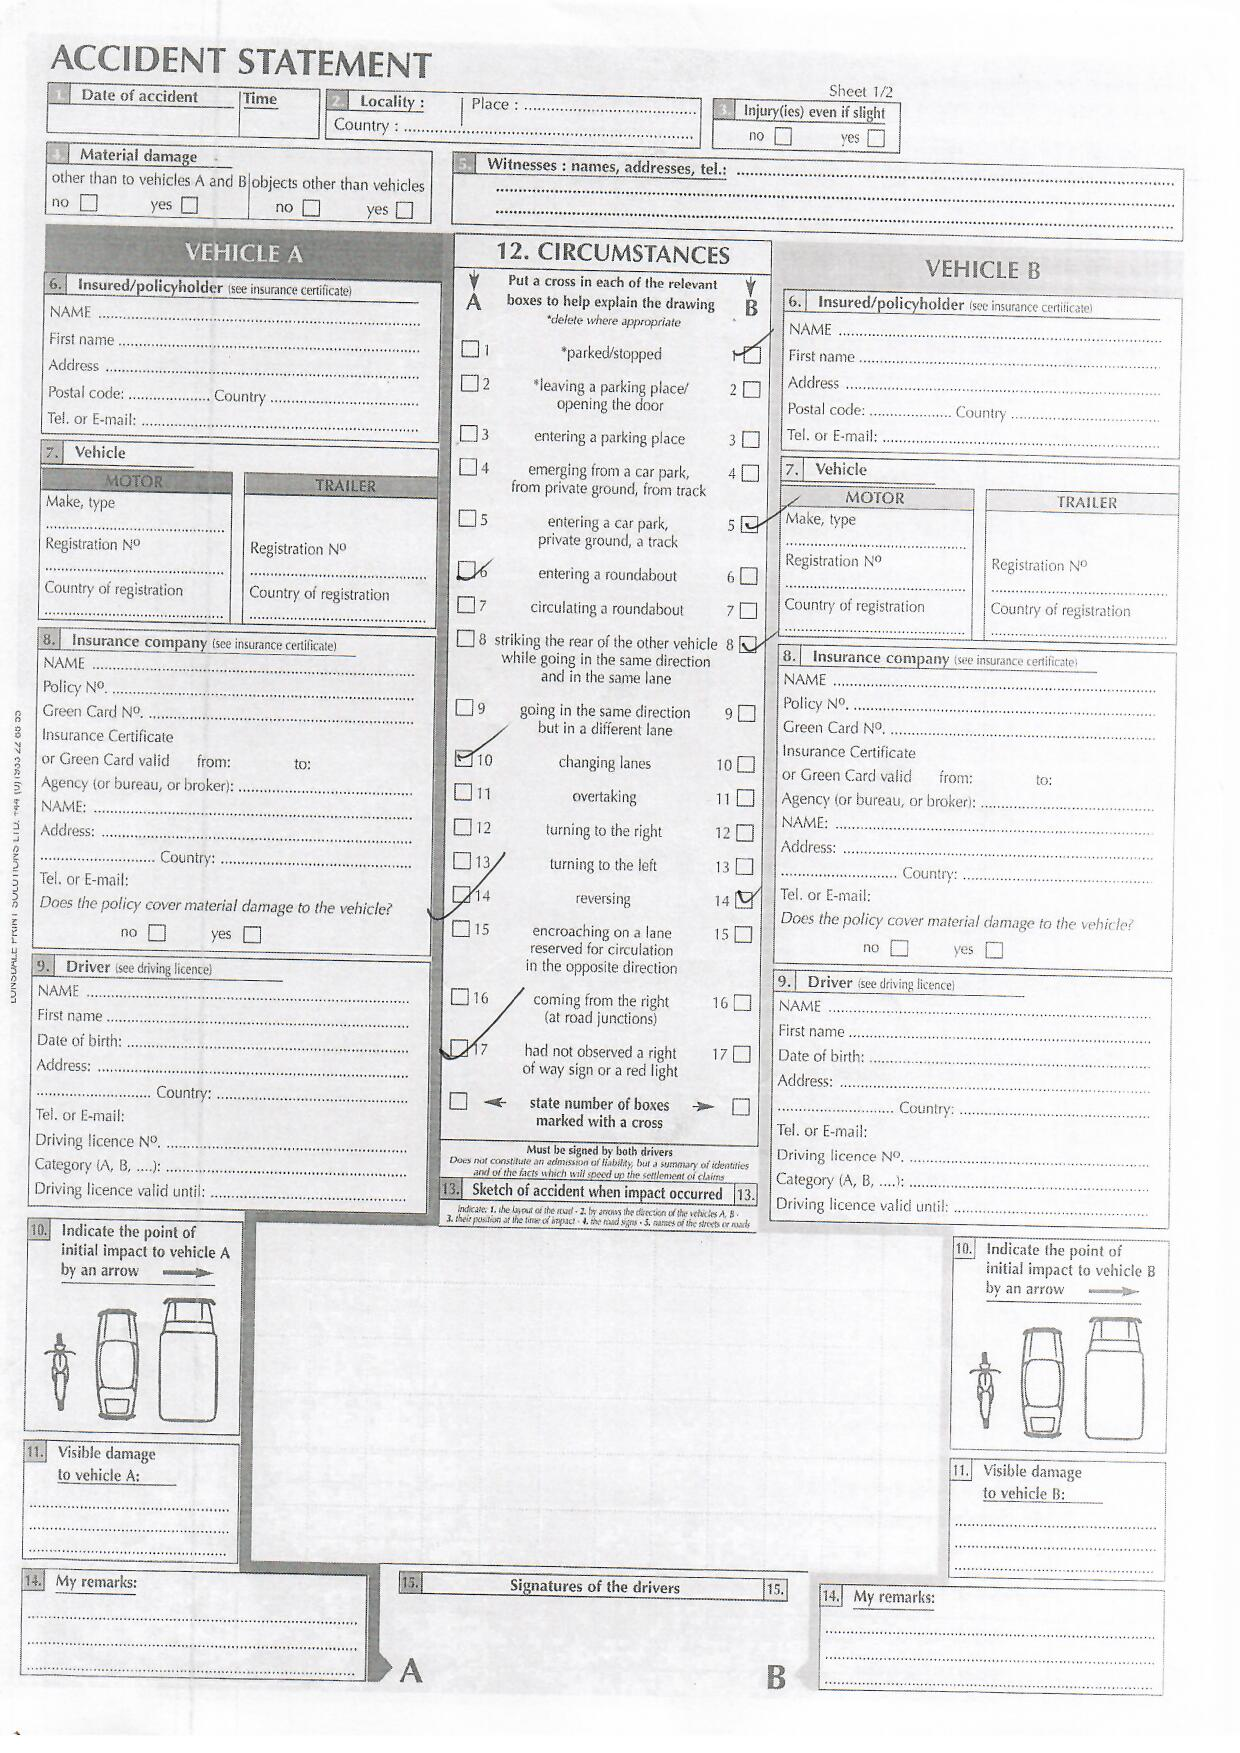 ACCIDENT STATEMENT
Sheet 1/2
1. Date of accident Time
2. Locality : Place : ........
Country : ........
3. Injury(ies) even if slight
no ☐ yes ☐
4. Material damage
other than to vehicles A and B objects other than vehicles
no ☐ yes ☐ no ☐ yes ☐
5. Witnesses : names, addresses, tel.: ........
VEHICLE A
6. Insured/policyholder (see insurance certificate)
NAME ........
First name ........
Address ........
Postal code: ........ Country ........
Tel. or E-mail: ........
7. Vehicle
MOTOR TRAILER
Make, type
Registration Nº Registration Nº
Country of registration Country of registration
8. Insurance company (see insurance certificate)
NAME ........
Policy Nº. ........
Green Card Nº. ........
Insurance Certificate
or Green Card valid from: to:
Agency (or bureau, or broker): ........
NAME: ........
Address: ........
........ Country: ........
Tel. or E-mail:
Does the policy cover material damage to the vehicle?
no ☐ yes ☐
9. Driver (see driving licence)
NAME ........
First name ........
Date of birth: ........
Address: ........
........ Country: ........
Tel. or E-mail:
Driving licence Nº. ........
Category (A, B, ....): ........
Driving licence valid until: ........
10. Indicate the point of
initial impact to vehicle A
by an arrow
11. Visible damage
to vehicle A:
14. My remarks:
12. CIRCUMSTANCES
A B
Put a cross in each of the relevant
boxes to help explain the drawing
*delete where appropriate
☐ 1 *parked/stopped 1 ☑
☐ 2 *leaving a parking place/ 2 ☐
opening the door
☐ 3 entering a parking place 3 ☐
☐ 4 emerging from a car park, 4 ☐
from private ground, from track
☐ 5 entering a car park, 5 ☑
private ground, a track
☑ 6 entering a roundabout 6 ☐
☐ 7 circulating a roundabout 7 ☐
☐ 8 striking the rear of the other vehicle 8 ☑
while going in the same direction
and in the same lane
☐ 9 going in the same direction 9 ☐
but in a different lane
☑ 10 changing lanes 10 ☐
☐ 11 overtaking 11 ☐
☐ 12 turning to the right 12 ☐
☐ 13 turning to the left 13 ☐
☑ 14 reversing 14 ☑
☐ 15 encroaching on a lane 15 ☐
reserved for circulation
in the opposite direction
☐ 16 coming from the right 16 ☐
(at road junctions)
☑ 17 had not observed a right 17 ☐
of way sign or a red light
☐ state number of boxes ☐
marked with a cross
Must be signed by both drivers
Does not constitute an admission of liability, but a summary of identities
and of the facts which will speed up the settlement of claims
13. Sketch of accident when impact occurred 13.
Indicate: 1. the layout of the road - 2. by arrows the direction of the vehicles A, B -
3. their position at the time of impact - 4. the road signs - 5. names of the streets or roads
15. Signatures of the drivers 15.
A B
VEHICLE B
6. Insured/policyholder (see insurance certificate)
NAME ........
First name ........
Address ........
Postal code: ........ Country ........
Tel. or E-mail: ........
7. Vehicle
MOTOR TRAILER
Make, type
Registration Nº Registration Nº
Country of registration Country of registration
8. Insurance company (see insurance certificate)
NAME ........
Policy Nº. ........
Green Card Nº. ........
Insurance Certificate
or Green Card valid from: to:
Agency (or bureau, or broker): ........
NAME: ........
Address: ........
........ Country: ........
Tel. or E-mail:
Does the policy cover material damage to the vehicle?
no ☐ yes ☐
9. Driver (see driving licence)
NAME ........
First name ........
Date of birth: ........
Address: ........
........ Country: ........
Tel. or E-mail:
Driving licence Nº. ........
Category (A, B, ....): ........
Driving licence valid until: ........
10. Indicate the point of
initial impact to vehicle B
by an arrow
11. Visible damage
to vehicle B:
14. My remarks:
LONSDALE PRINT SOLUTIONS LTD.